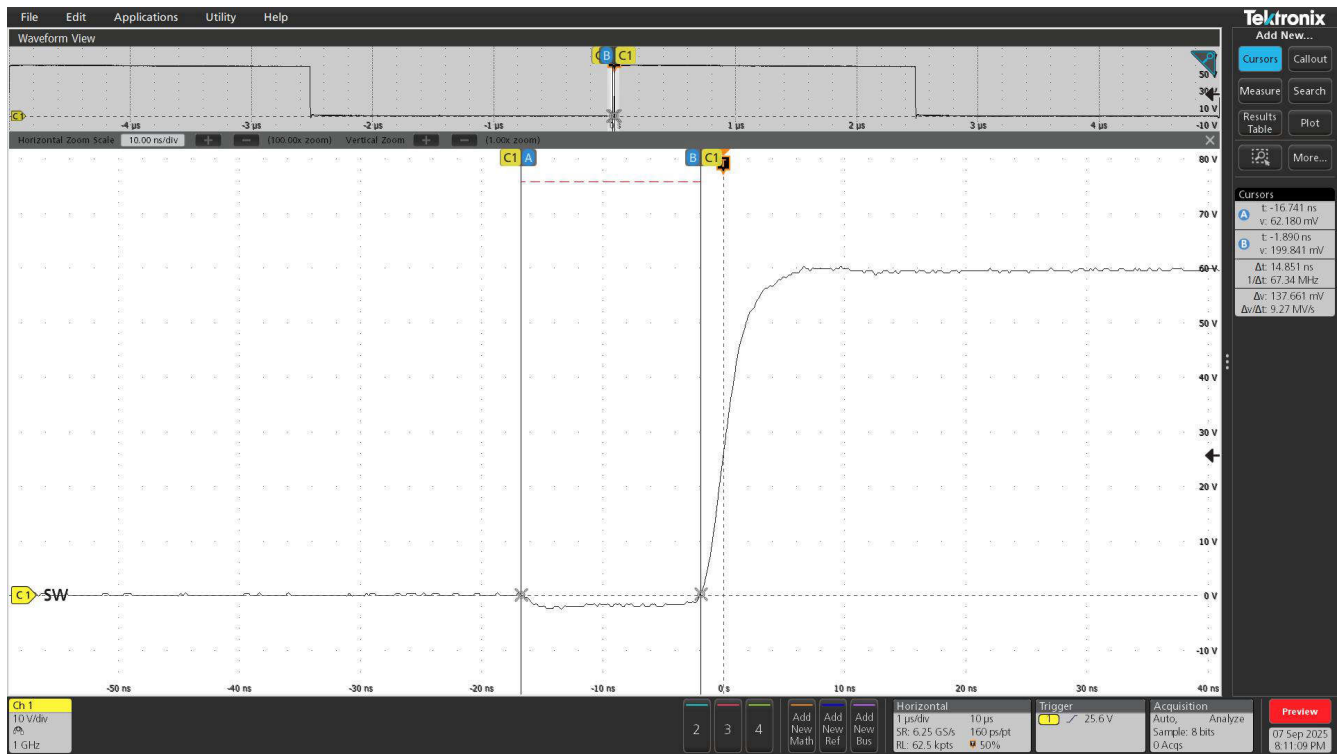 File Edit Applications Utility Help
Tektronix
Waveform View
Add New...
C B C1
Cursors Callout
50 V
30 V
10 V
-10 V
Measure Search
Results Table Plot
More...
C1
-4 µs -3 µs -2 µs -1 µs 1 µs 2 µs 4 µs
Horizontal Zoom Scale 10.00 ns/div + − (100.00x zoom) Vertical Zoom + − (1.00x zoom) X
C1 A B C1
80 V
70 V
60 V
50 V
40 V
30 V
20 V
10 V
0 V
-10 V
C1 SW
-50 ns -40 ns -30 ns -20 ns -10 ns 0 s 10 ns 20 ns 30 ns 40 ns
Cursors
A t: -16.741 ns
v: 62.180 mV
B t: -1.890 ns
v: 199.841 mV
Δt: 14.851 ns
1/Δt: 67.34 MHz
Δv: 137.661 mV
Δv/Δt: 9.27 MV/s
Ch 1
10 V/div
1 GHz
2 3 4
Add New Math
Add New Ref
Add New Bus
Horizontal
1 µs/div 10 µs
SR: 6.25 GS/s 160 ps/pt
RL: 62.5 kpts 50%
Trigger
1 25.6 V
Acquisition
Auto, Analyze
Sample: 8 bits
0 Acqs
Preview
07 Sep 2025
8:11:09 PM